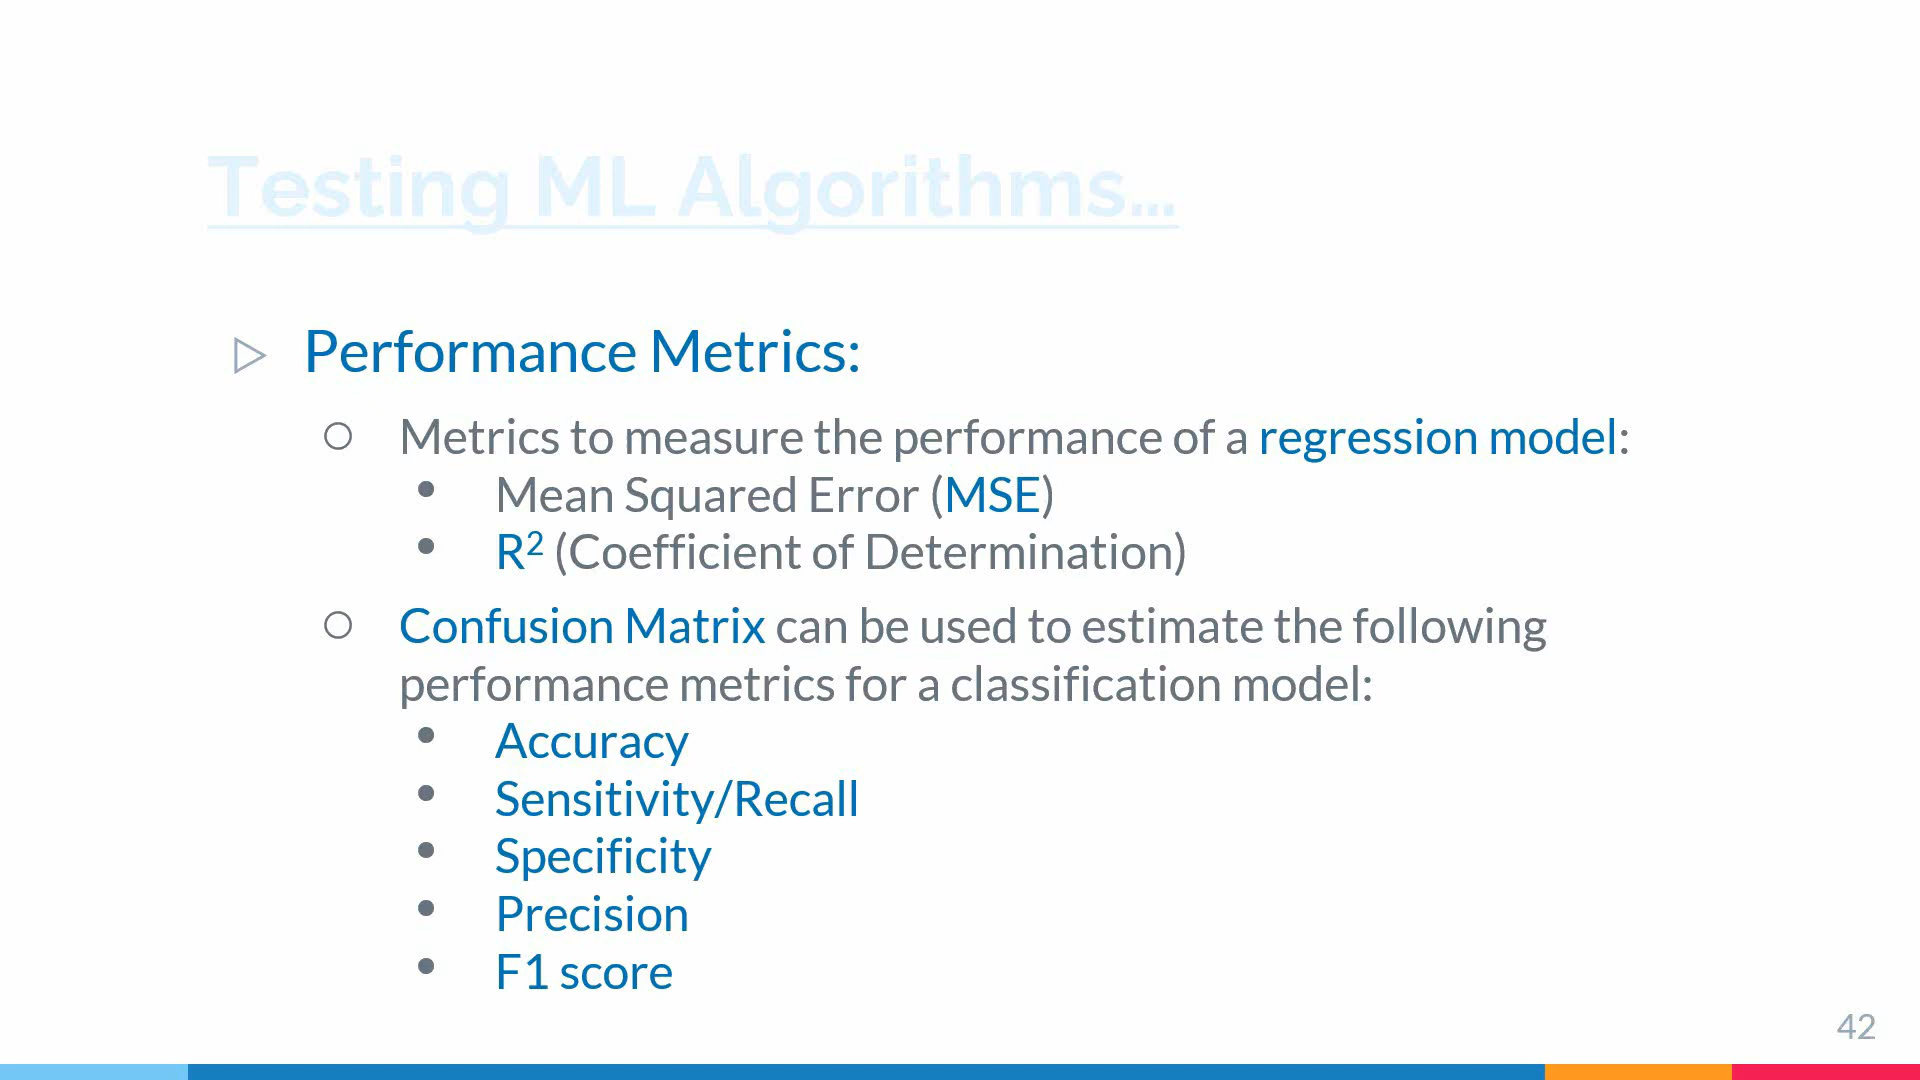 Testing ML Algorithms…
Performance Metrics:
Metrics to measure the performance of a regression model:
Mean Squared Error (MSE)
R² (Coefficient of Determination)
Confusion Matrix can be used to estimate the following
performance metrics for a classification model:
Accuracy
Sensitivity/Recall
Specificity
Precision
F1 score
42